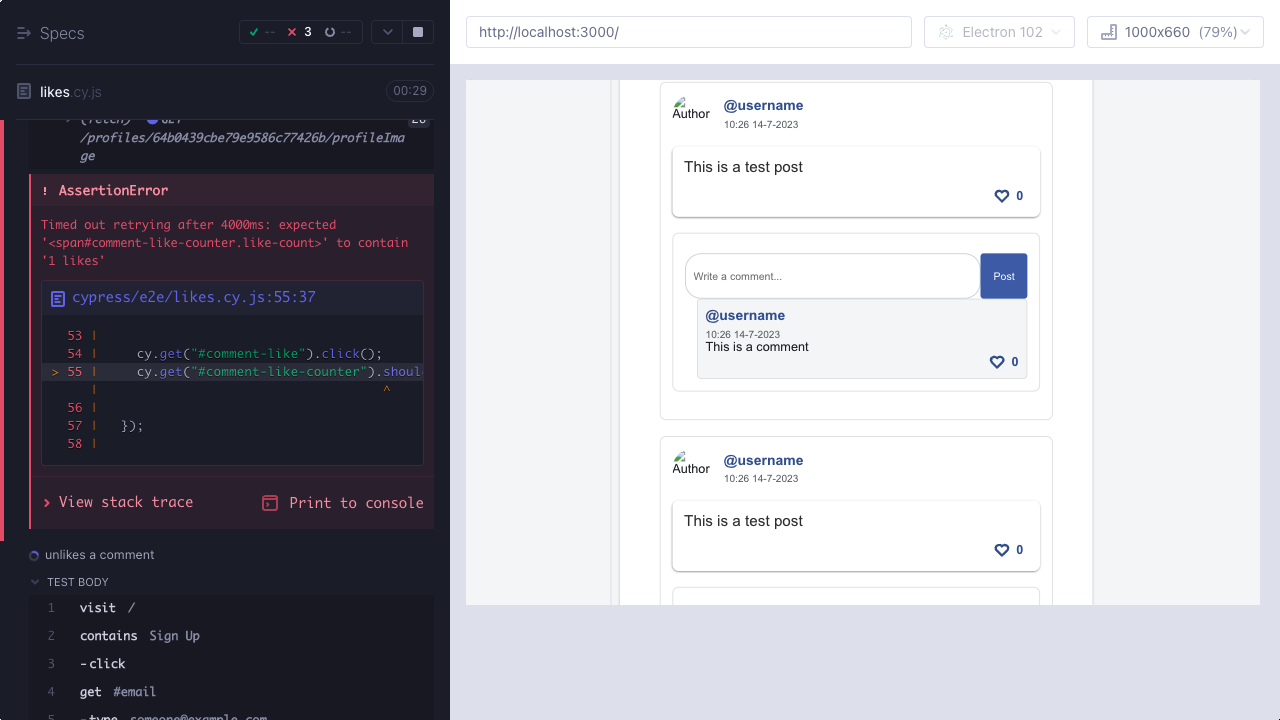 Specs
-- 3 --
likes.cy.js 00:29
(fetch) GET 20
/profiles/64b0439cbe79e9586c77426b/profileIma
ge
! AssertionError
Timed out retrying after 4000ms: expected
'<span#comment-like-counter.like-count>' to contain
'1 likes'
cypress/e2e/likes.cy.js:55:37
53 |
54 | cy.get("#comment-like").click();
> 55 | cy.get("#comment-like-counter").shoul
| ^
56 |
57 | });
58 |
View stack trace Print to console
unlikes a comment
TEST BODY
1 visit /
2 contains Sign Up
3 -click
4 get #email
5 -type someone@example.com
http://localhost:3000/ Electron 102 1000x660 (79%)
Author
@username
10:26 14-7-2023
This is a test post
0
Write a comment... Post
@username
10:26 14-7-2023
This is a comment
0
Author
@username
10:26 14-7-2023
This is a test post
0